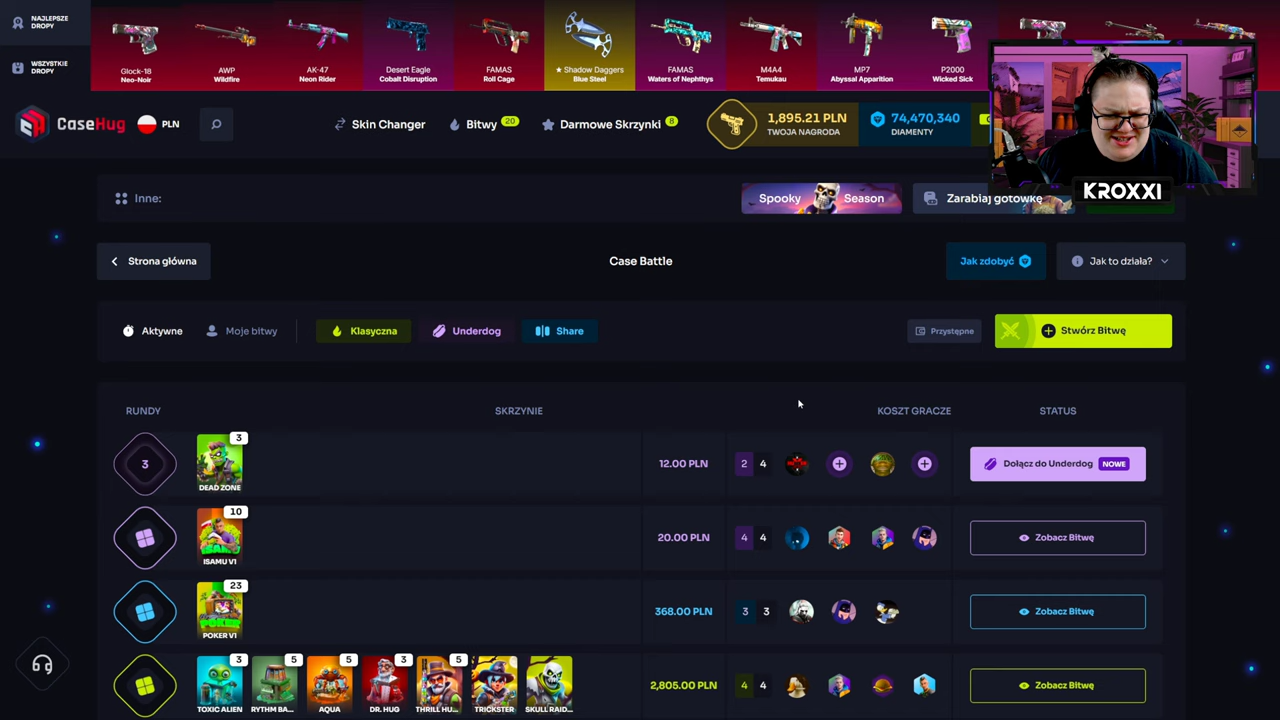 NAJLEPSZE
DROPY
WSZYSTKIE
DROPY
Glock-18
Neo-Noir
AWP
Wildfire
AK-47
Neon Rider
Desert Eagle
Cobalt Disruption
FAMAS
Roll Cage
★ Shadow Daggers
Blue Steel
FAMAS
Waters of Nephthys
M4A4
Temukau
MP7
Abyssal Apparition
P2000
Wicked Sick
CaseHug
PLN
Skin Changer
Bitwy 20
Darmowe Skrzynki 8
1,895.21 PLN
TWOJA NAGRODA
74,470,340
DIAMENTY
KROXXI
Inne:
Spooky Season
Zarabiaj gotówkę
Strona główna
Case Battle
Jak zdobyć
Jak to działa?
Aktywne
Moje bitwy
Klasyczna
Underdog
Share
Przystępne
Stwórz Bitwę
RUNDY
SKRZYNIE
KOSZT GRACZE
STATUS
3
3
DEAD ZONE
12.00 PLN
2 4
Dołącz do Underdog NOWE
10
ISAMU V1
20.00 PLN
4 4
Zobacz Bitwę
23
POKER V1
368.00 PLN
3 3
Zobacz Bitwę
3
TOXIC ALIEN
5
RYTHM BA...
5
AQUA
3
DR. HUG
5
THRILL HU...
TRICKSTER
SKULL RAID...
2,805.00 PLN
4 4
Zobacz Bitwę